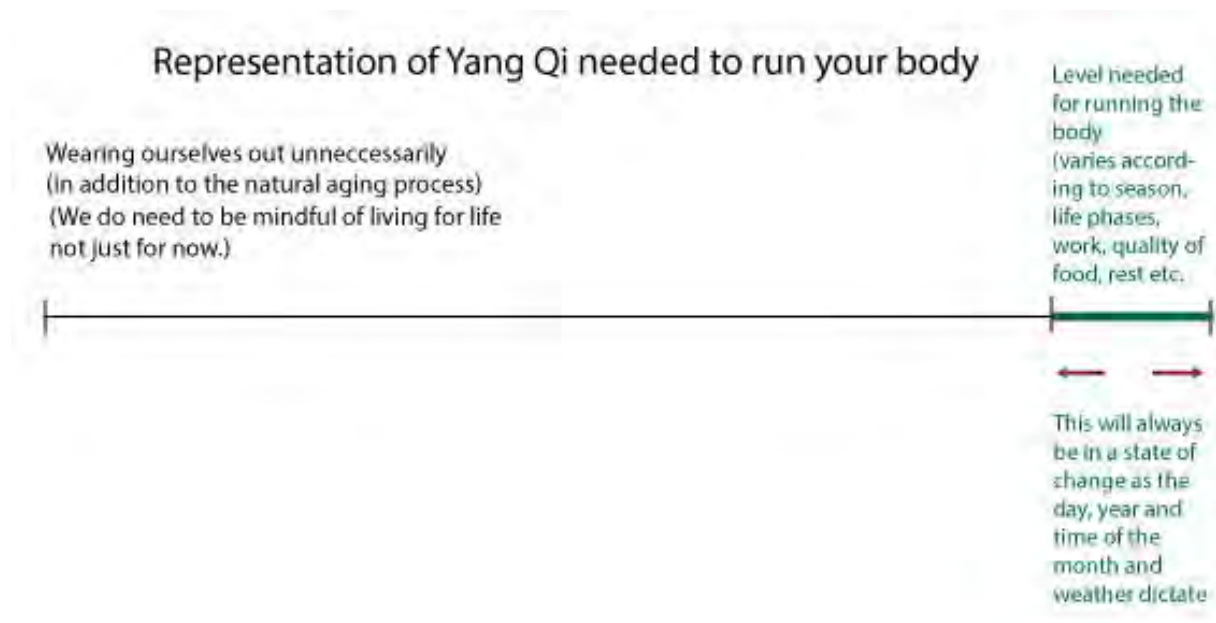 Representation of Yang Qi needed to run your body
Wearing ourselves out unneccessarily
(in addition to the natural aging process)
(We do need to be mindful of living for life
not just for now.)
Level needed
for running the
body
(varies accord-
ing to season,
life phases,
work, quality of
food, rest etc.
This will always
be in a state of
change as the
day, year and
time of the
month and
weather dictate